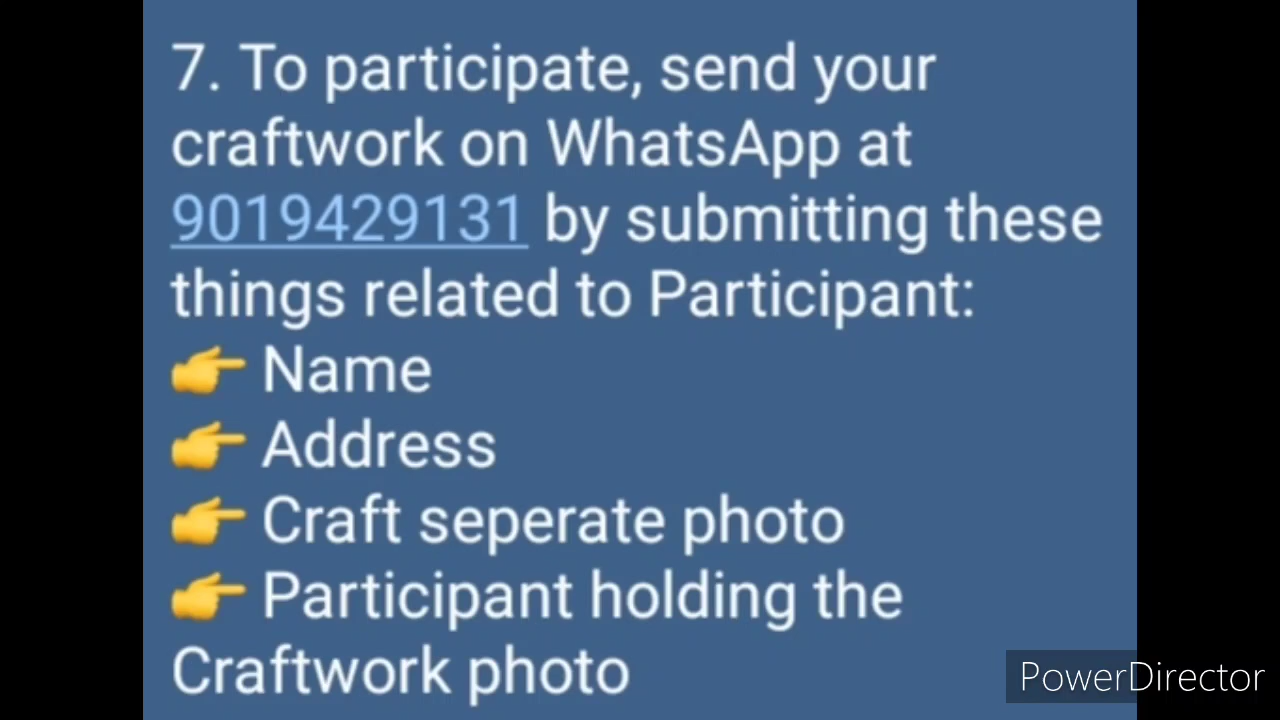 7. To participate, send your
craftwork on WhatsApp at
9019429131 by submitting these
things related to Participant:
👉 Name
👉 Address
👉 Craft seperate photo
👉 Participant holding the
Craftwork photo
PowerDirector